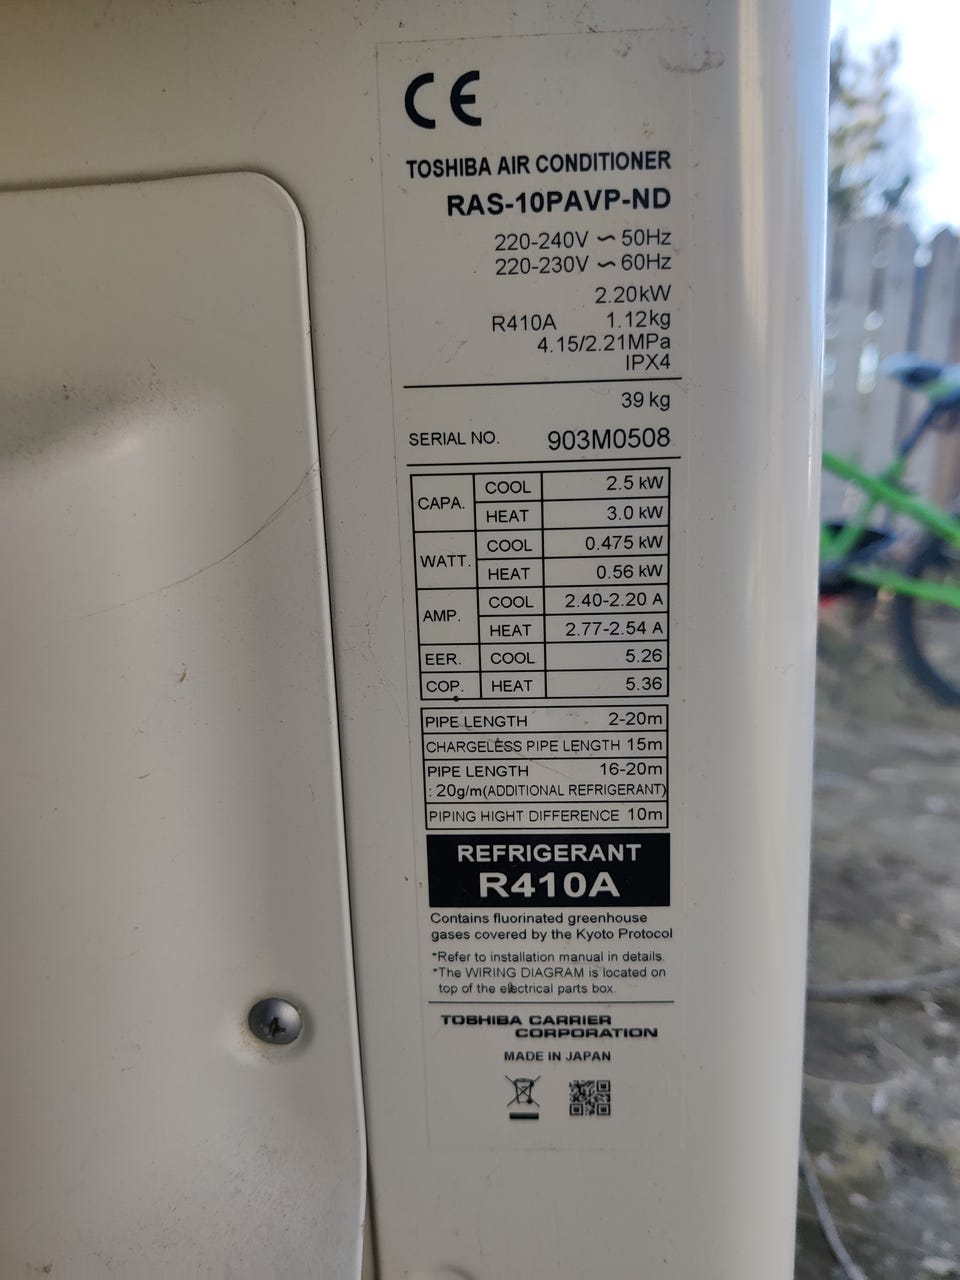 CE
TOSHIBA AIR CONDITIONER
RAS-10PAVP-ND
220-240V ~ 50Hz
220-230V ~ 60Hz
2.20kW
R410A 1.12kg
4.15/2.21MPa
IPX4
39 kg
SERIAL NO. 903M0508
CAPA. COOL 2.5 kW
HEAT 3.0 kW
WATT. COOL 0.475 kW
HEAT 0.56 kW
AMP. COOL 2.40-2.20 A
HEAT 2.77-2.54 A
EER. COOL 5.26
COP. HEAT 5.36
PIPE LENGTH 2-20m
CHARGELESS PIPE LENGTH 15m
PIPE LENGTH 16-20m
: 20g/m(ADDITIONAL REFRIGERANT)
PIPING HIGHT DIFFERENCE 10m
REFRIGERANT
R410A
Contains fluorinated greenhouse
gases covered by the Kyoto Protocol
*Refer to installation manual in details.
*The WIRING DIAGRAM is located on
top of the electrical parts box.
TOSHIBA CARRIER
CORPORATION
MADE IN JAPAN